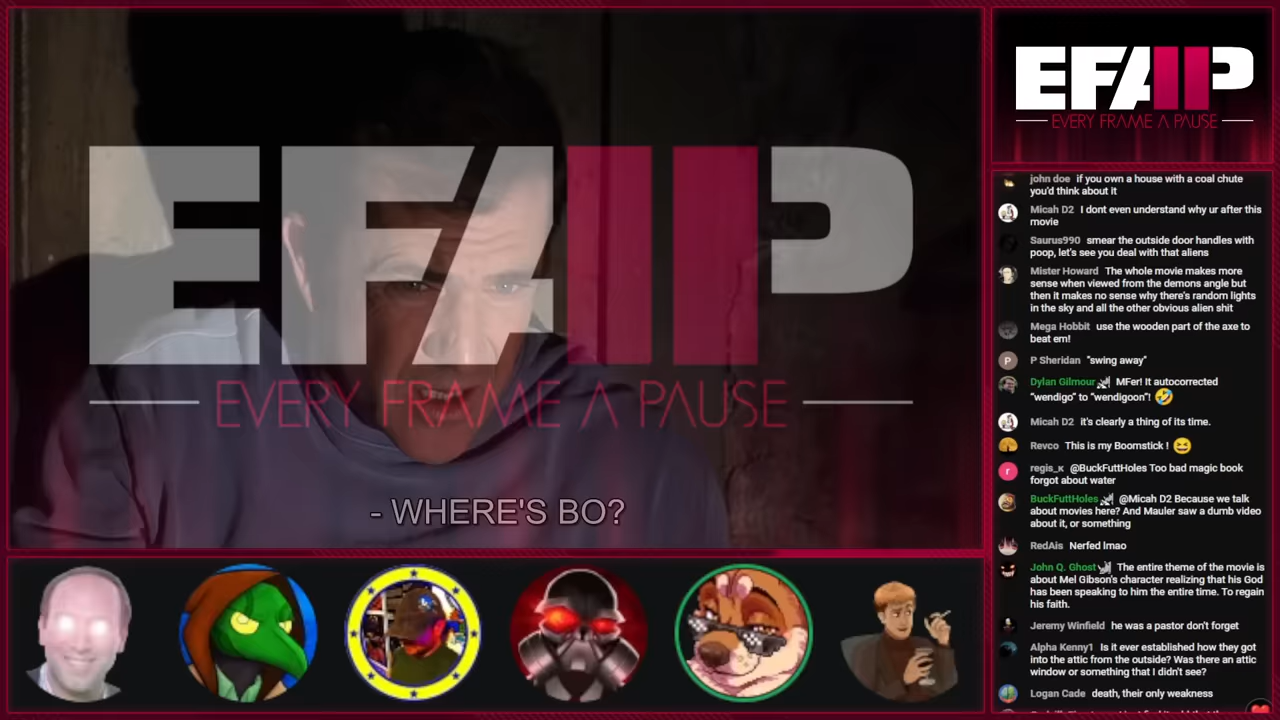 EFAP
EVERY FRAME A PAUSE
- WHERE'S BO?
EFAP
EVERY FRAME A PAUSE
john doe if you own a house with a coal chute
you'd think about it
Micah D2 I dont even understand why ur after this
movie
Saurus990 smear the outside door handles with
poop, let's see you deal with that aliens
Mister Howard The whole movie makes more
sense when viewed from the demons angle but
then it makes no sense why there's random lights
in the sky and all the other obvious alien shit
Mega Hobbit use the wooden part of the axe to
beat em!
P
P Sheridan "swing away"
Dylan Gilmour MFer! It autocorrected
"wendigo" to "wendigoon"!
Micah D2 it's clearly a thing of its time.
Revco This is my Boomstick !
r
regis_к @BuckFuttHoles Too bad magic book
forgot about water
BuckFuttHoles @Micah D2 Because we talk
about movies here? And Mauler saw a dumb video
about it, or something
RedAis Nerfed lmao
John Q. Ghost The entire theme of the movie is
about Mel Gibson's character realizing that his God
has been speaking to him the entire time. To regain
his faith.
Jeremy Winfield he was a pastor don't forget
Alpha Kenny1 Is it ever established how they got
into the attic from the outside? Was there an attic
window or something that I didn't see?
Logan Cade death, their only weakness